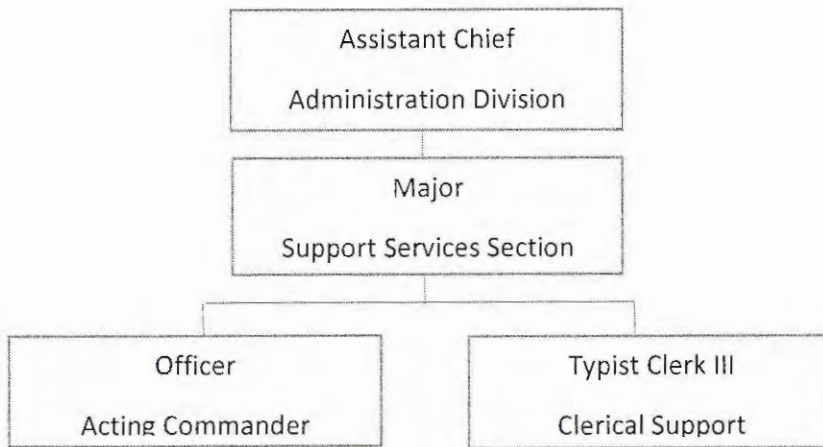 Assistant Chief
Administration Division
Major
Support Services Section
Officer
Acting Commander
Typist Clerk III
Clerical Support